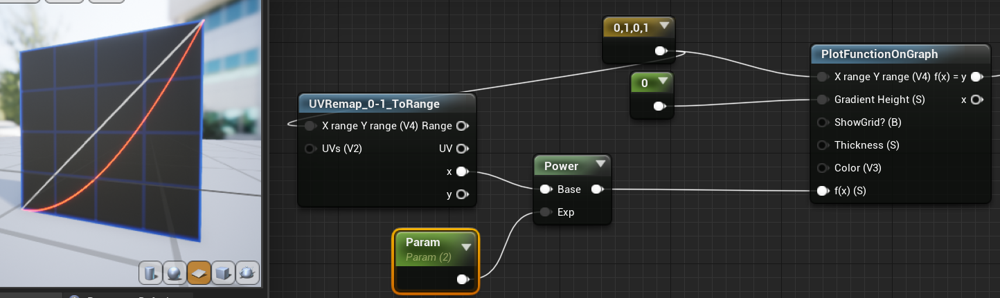 0,1,0,1
PlotFunctionOnGraph
X range Y range (V4) f(x) = y
0
Gradient Height (S) x
UVRemap_0-1_ToRange
X range Y range (V4) Range
ShowGrid? (B)
UVs (V2) UV
Thickness (S)
Power
x
Color (V3)
Base
f(x) (S)
y
Exp
Param
Param (2)